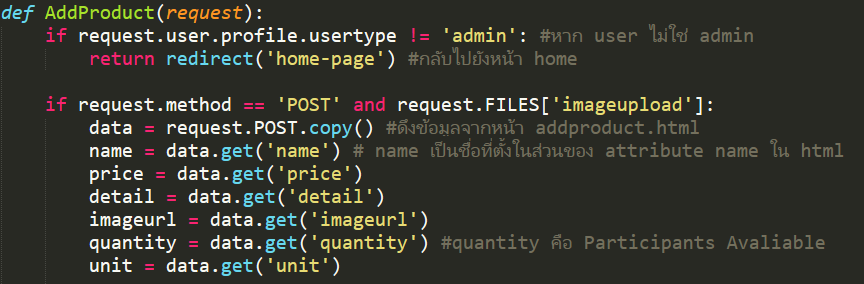 def AddProduct(request):
    if request.user.profile.usertype != 'admin': #หาก user ไม่ใช่ admin
        return redirect('home-page') #กลับไปยังหน้า home

    if request.method == 'POST' and request.FILES['imageupload']:
        data = request.POST.copy() #ดึงข้อมูลจากหน้า addproduct.html
        name = data.get('name') # name เป็นชื่อที่ตั้งในส่วนของ attribute name ใน html
        price = data.get('price')
        detail = data.get('detail')
        imageurl = data.get('imageurl')
        quantity = data.get('quantity') #quantity คือ Participants Avaliable
        unit = data.get('unit')